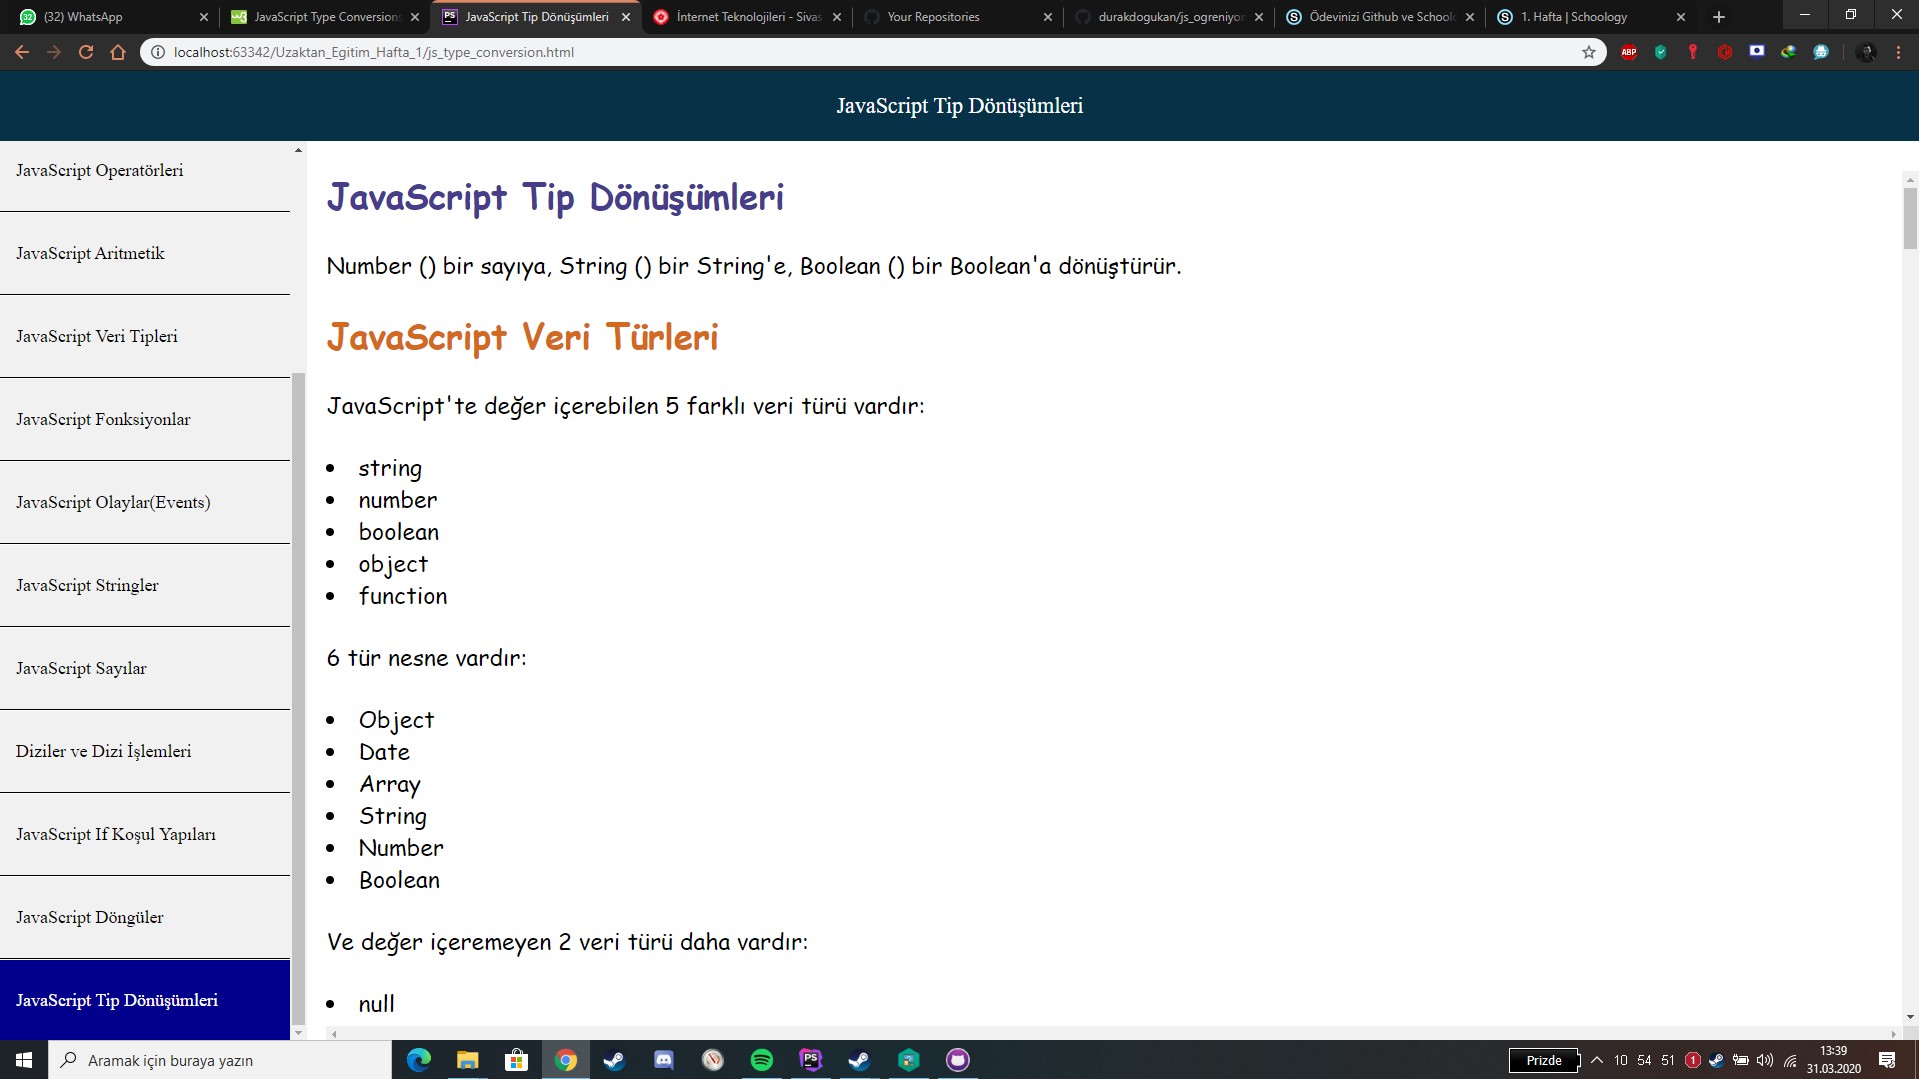 (32) WhatsApp
JavaScript Type Conversions
JavaScript Tip Dönüşümleri
İnternet Teknolojileri - Sivas
Your Repositories
durakdogukan/js_ogreniyor
Ödevinizi Github ve Schoolo
1. Hafta | Schoology
localhost:63342/Uzaktan_Egitim_Hafta_1/js_type_conversion.html
ABP
JavaScript Tip Dönüşümleri
JavaScript Operatörleri
JavaScript Aritmetik
JavaScript Veri Tipleri
JavaScript Fonksiyonlar
JavaScript Olaylar(Events)
JavaScript Stringler
JavaScript Sayılar
Diziler ve Dizi İşlemleri
JavaScript If Koşul Yapıları
JavaScript Döngüler
JavaScript Tip Dönüşümleri
JavaScript Tip Dönüşümleri
Number () bir sayıya, String () bir String'e, Boolean () bir Boolean'a dönüştürür.
JavaScript Veri Türleri
JavaScript'te değer içerebilen 5 farklı veri türü vardır:
string
number
boolean
object
function
6 tür nesne vardır:
Object
Date
Array
String
Number
Boolean
Ve değer içeremeyen 2 veri türü daha vardır:
null
Aramak için buraya yazın
PS
Prizde
10 54 51
1
13:39
31.03.2020